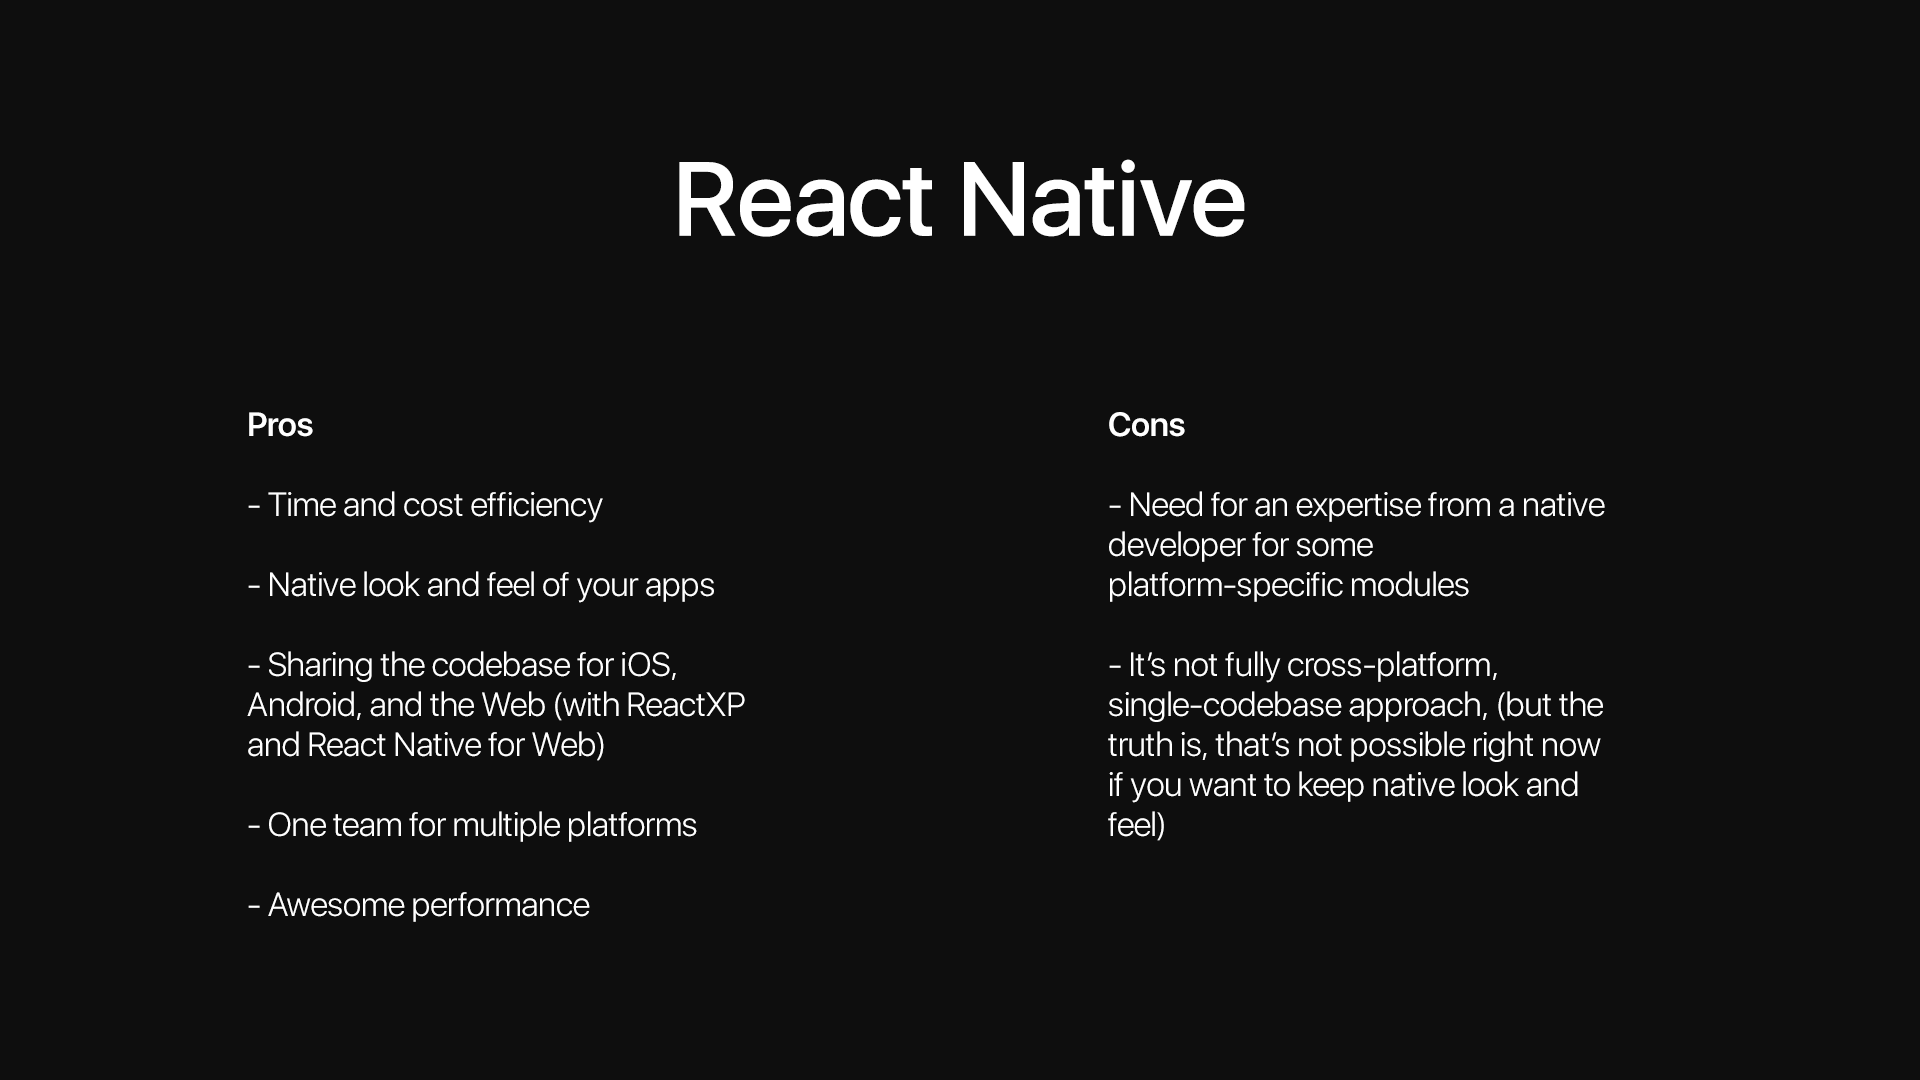 React Native
Pros
- Time and cost efficiency
- Native look and feel of your apps
- Sharing the codebase for iOS,
Android, and the Web (with ReactXP
and React Native for Web)
- One team for multiple platforms
- Awesome performance
Cons
- Need for an expertise from a native
developer for some
platform-specific modules
- It’s not fully cross-platform,
single-codebase approach, (but the
truth is, that’s not possible right now
if you want to keep native look and
feel)